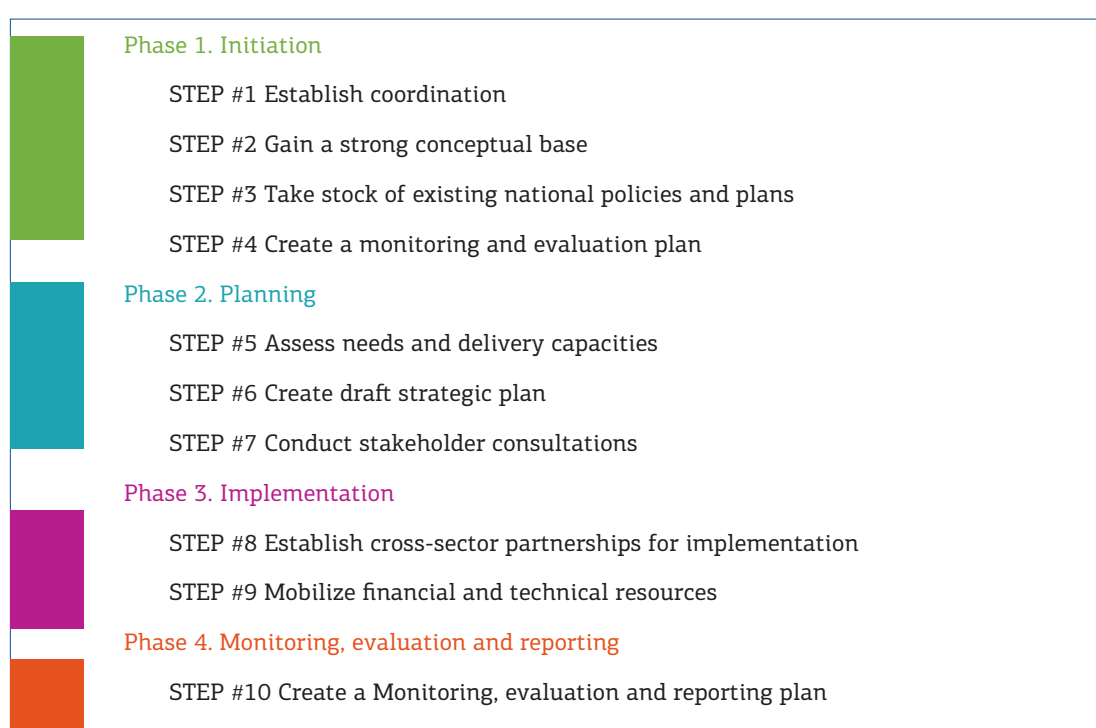 Phase 1. Initiation
STEP #1 Establish coordination
STEP #2 Gain a strong conceptual base
STEP #3 Take stock of existing national policies and plans
STEP #4 Create a monitoring and evaluation plan
Phase 2. Planning
STEP #5 Assess needs and delivery capacities
STEP #6 Create draft strategic plan
STEP #7 Conduct stakeholder consultations
Phase 3. Implementation
STEP #8 Establish cross-sector partnerships for implementation
STEP #9 Mobilize financial and technical resources
Phase 4. Monitoring, evaluation and reporting
STEP #10 Create a Monitoring, evaluation and reporting plan